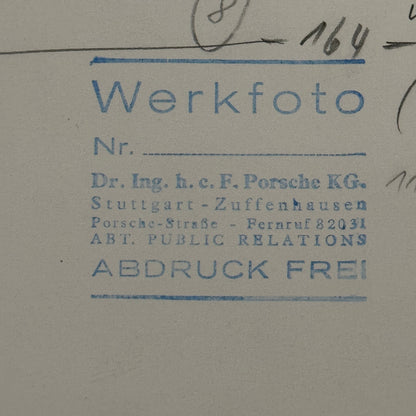 8
164
Werkfoto
Nr.
Dr. Ing. h. c. F. Porsche KG.
Stuttgart - Zuffenhausen
Porsche-Straße - Fernruf 82031
ABT. PUBLIC RELATIONS
ABDRUCK FREI